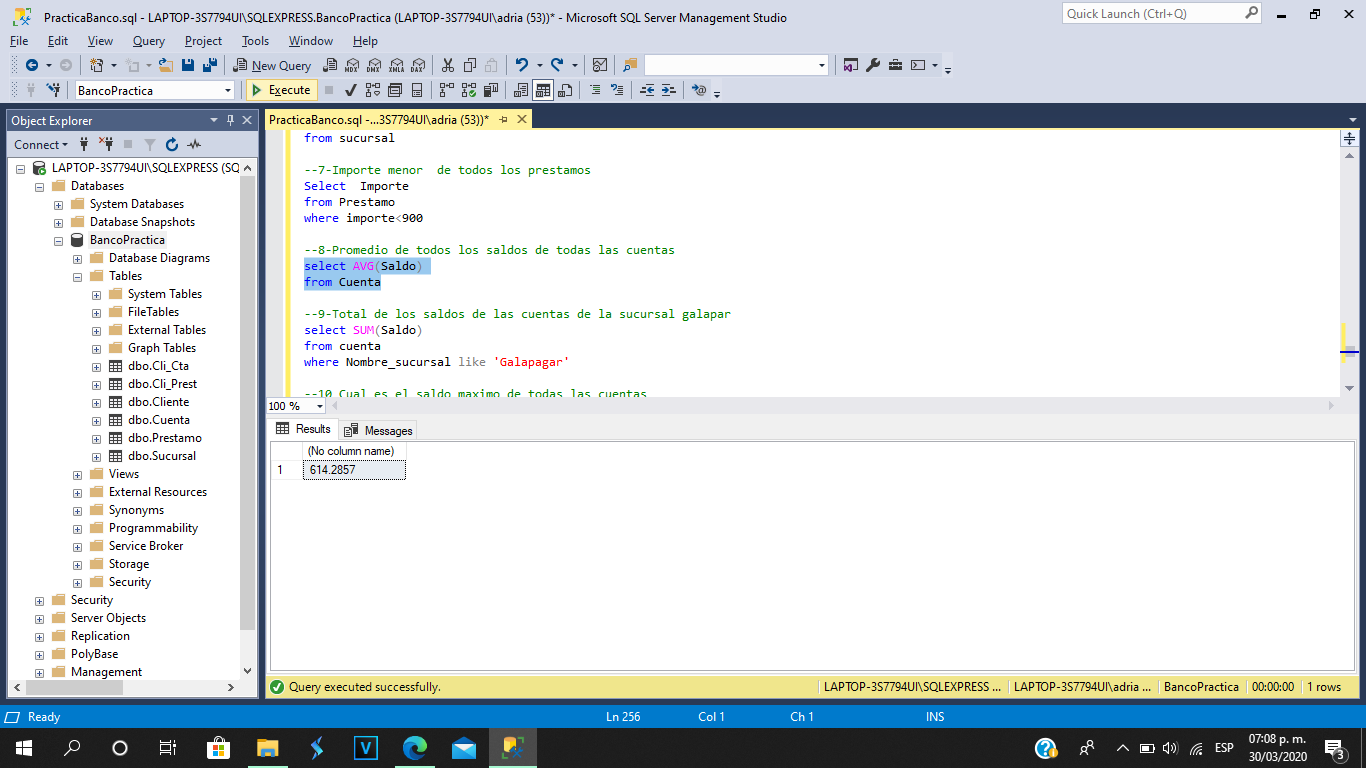 PracticaBanco.sql - LAPTOP-3S7794UI\SQLEXPRESS.BancoPractica (LAPTOP-3S7794UI\adria (53))* - Microsoft SQL Server Management Studio
Quick Launch (Ctrl+Q)
File Edit View Query Project Tools Window Help
New Query
MDX DMX XMLA DAX
BancoPractica
Execute
Object Explorer
Connect
LAPTOP-3S7794UI\SQLEXPRESS (SQ
Databases
System Databases
Database Snapshots
BancoPractica
Database Diagrams
Tables
System Tables
FileTables
External Tables
Graph Tables
dbo.Cli_Cta
dbo.Cli_Prest
dbo.Cliente
dbo.Cuenta
dbo.Prestamo
dbo.Sucursal
Views
External Resources
Synonyms
Programmability
Service Broker
Storage
Security
Security
Server Objects
Replication
PolyBase
Management
PracticaBanco.sql -...3S7794UI\adria (53))*
from sucursal
--7-Importe menor  de todos los prestamos
Select  Importe
from Prestamo
where importe<900
--8-Promedio de todos los saldos de todas las cuentas
select AVG(Saldo)
from Cuenta
--9-Total de los saldos de las cuentas de la sucursal galapar
select SUM(Saldo)
from cuenta
where Nombre_sucursal like 'Galapagar'
--10 Cual es el saldo maximo de todas las cuentas
100 %
Results Messages
(No column name)
1 614.2857
Query executed successfully.
LAPTOP-3S7794UI\SQLEXPRESS ... LAPTOP-3S7794UI\adria ... BancoPractica 00:00:00 1 rows
Ready Ln 256 Col 1 Ch 1 INS
V
ESP
07:08 p. m.
30/03/2020
3